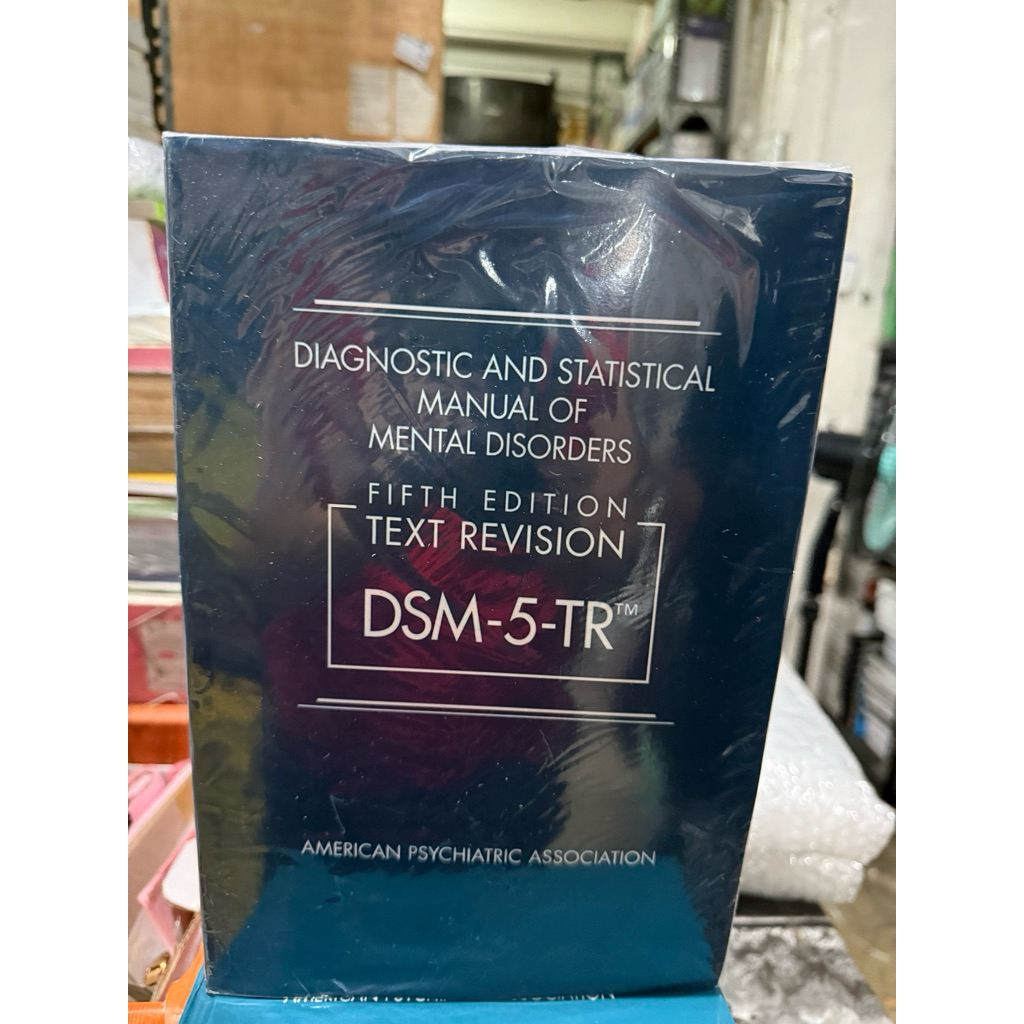 DIAGNOSTIC AND STATISTICAL
MANUAL OF
MENTAL DISORDERS
FIFTH EDITION
TEXT REVISION
DSM-5-TR™
AMERICAN PSYCHIATRIC ASSOCIATION